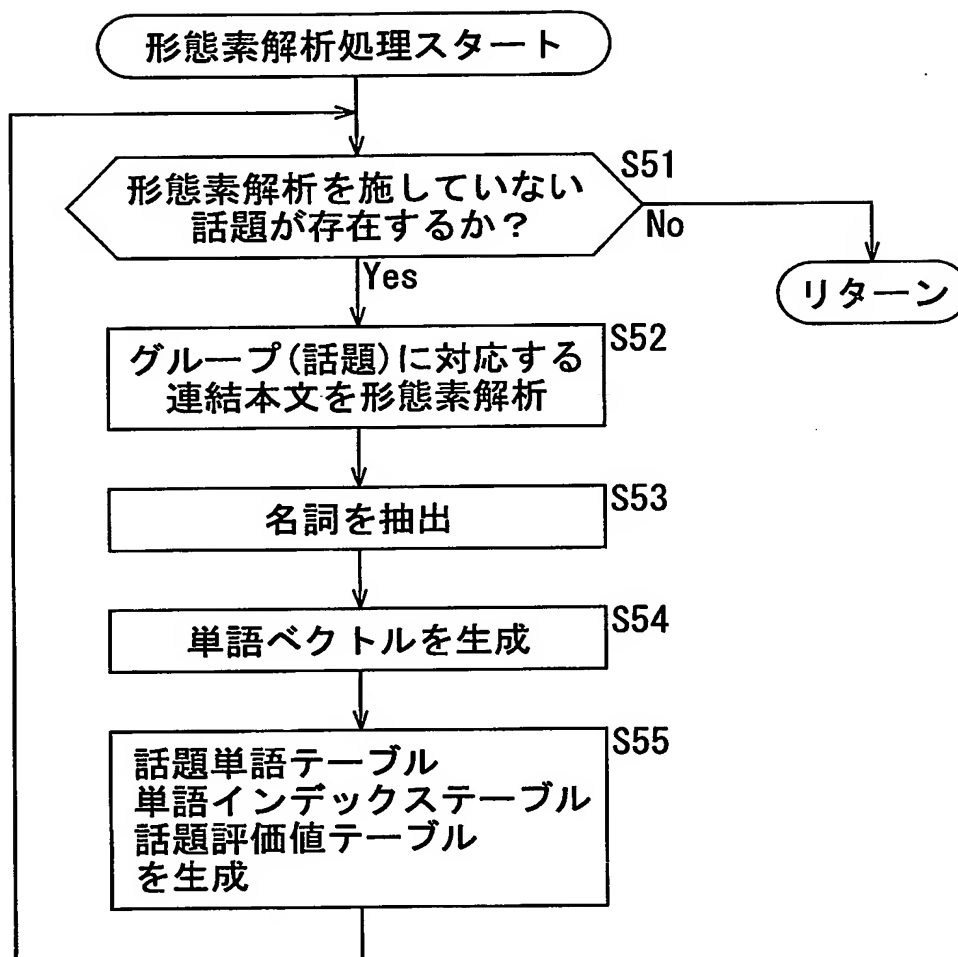 形態素解析処理スタート
S51
形態素解析を施していない
話題が存在するか？
No
Yes
リターン
S52
グループ(話題)に対応する
連結本文を形態素解析
S53
名詞を抽出
S54
単語ベクトルを生成
S55
話題単語テーブル
単語インデックステーブル
話題評価値テーブル
を生成